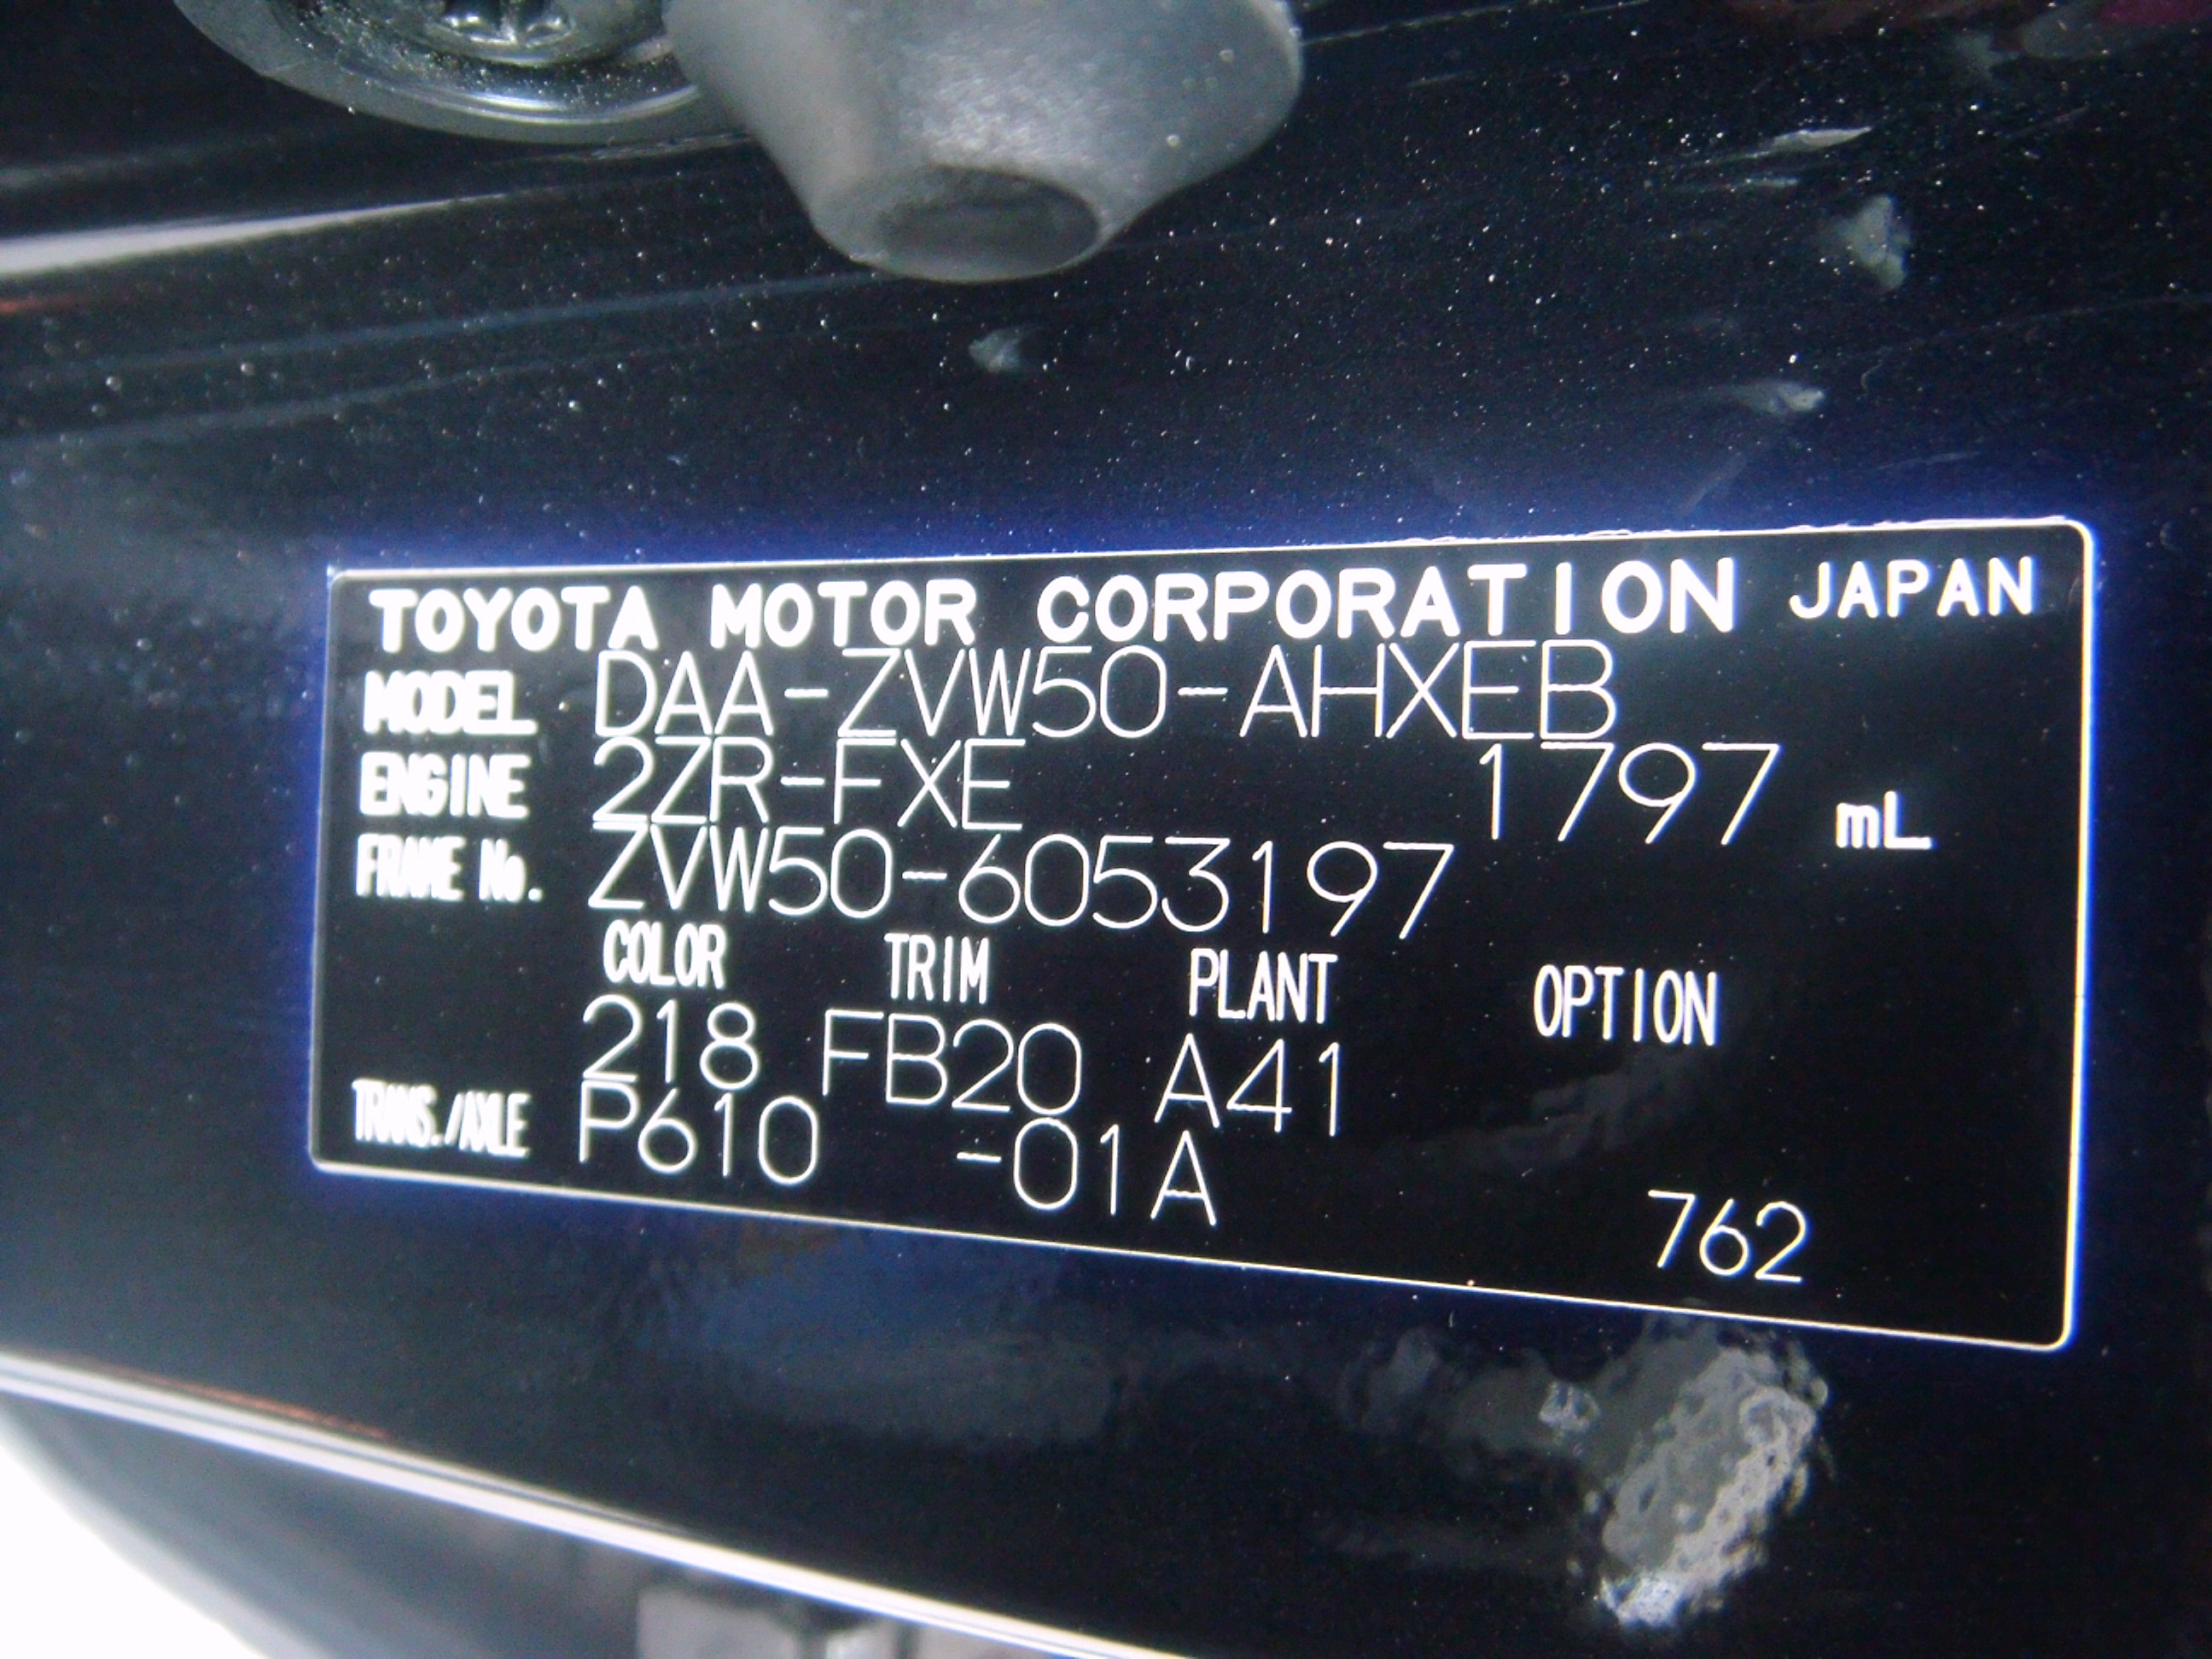 TOYOTA MOTOR CORPORATION JAPAN
MODEL DAA-ZVW50-AHXEB
ENGINE 2ZR-FXE 1797 mL
FRAME No. ZVW50-6053197
COLOR TRIM PLANT OPTION
218 FB20 A41
TRANS./AXLE P610 -01A
762